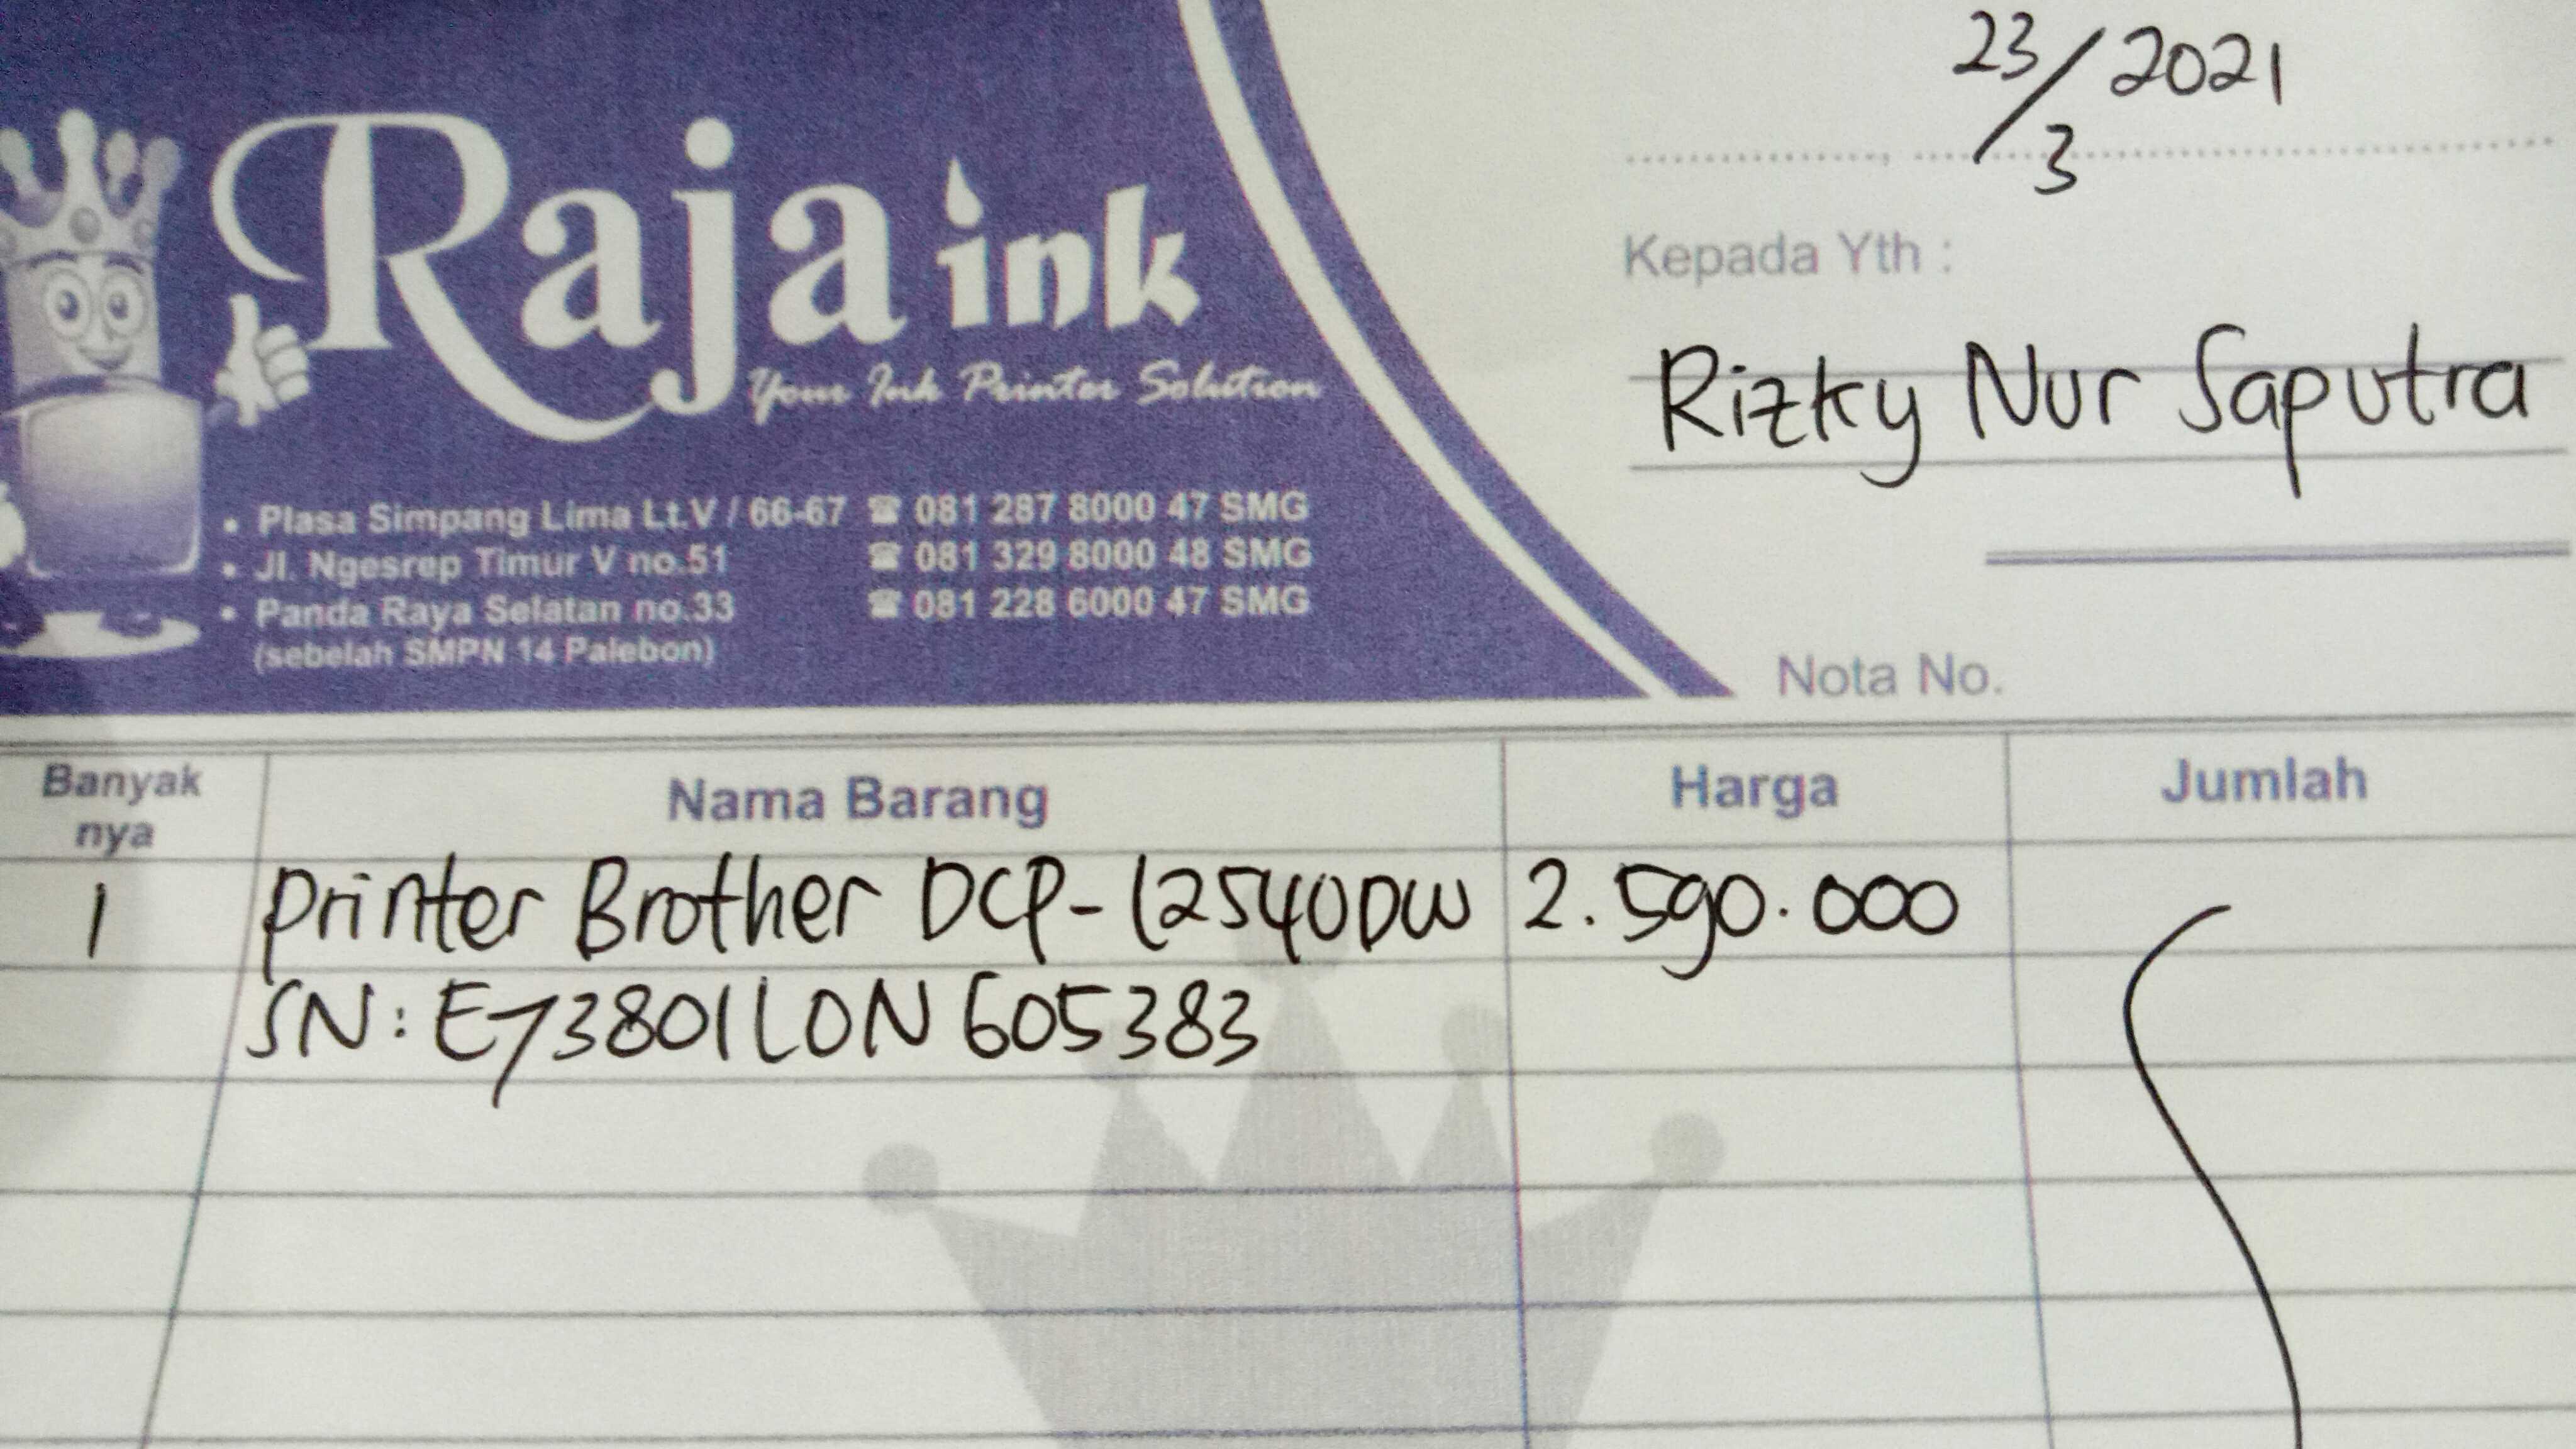 23/3 2021
Raja ink
Your Ink Printer Solution
Kepada Yth :
Rizky Nur Saputra
• Plasa Simpang Lima Lt.V / 66-67 ☎ 081 287 8000 47 SMG
• Jl. Ngesrep Timur V no.51 ☎ 081 329 8000 48 SMG
• Panda Raya Selatan no.33 ☎ 081 228 6000 47 SMG
(sebelah SMPN 14 Palebon)
Nota No.
Banyak nya Nama Barang Harga Jumlah
1 Printer Brother DCP-L2540DW 2.590.000
SN: E73801L0N605383